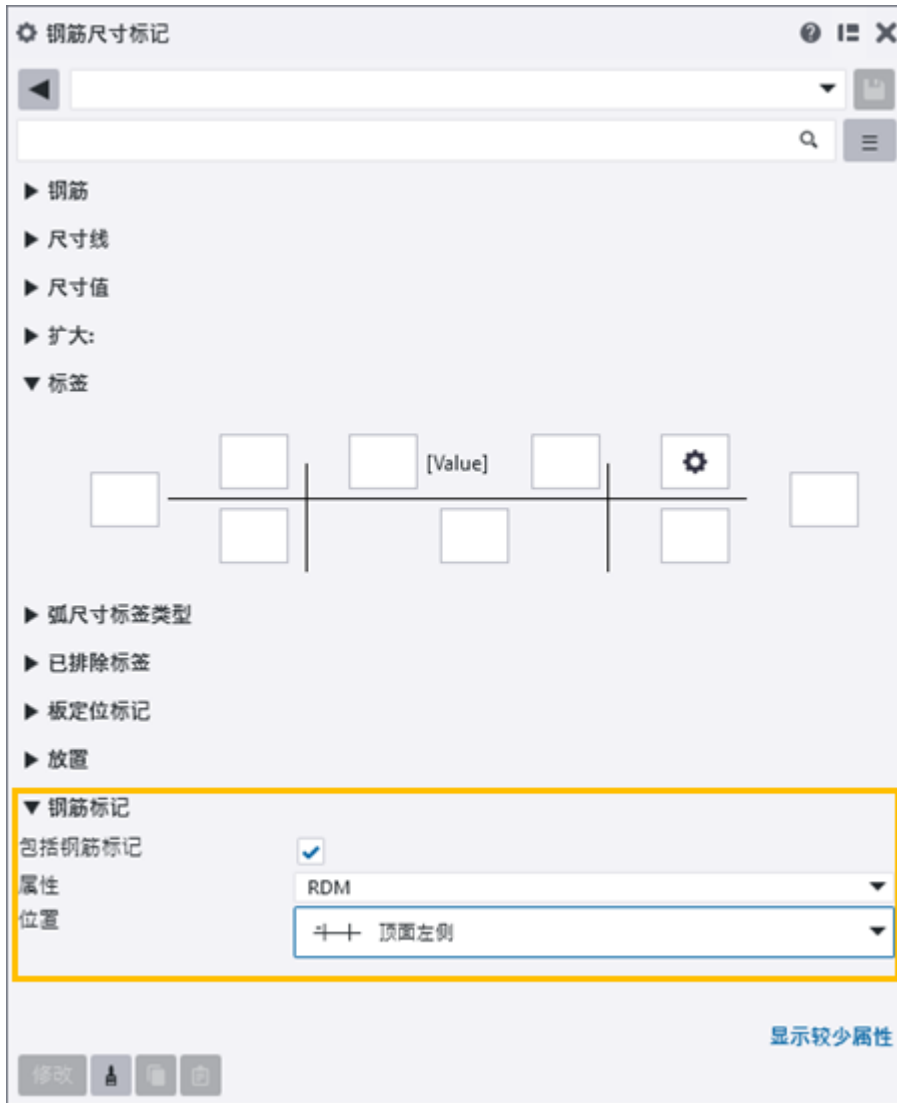 钢筋尺寸标记
钢筋
尺寸线
尺寸值
扩大:
标签
[Value]
弧尺寸标签类型
已排除标签
板定位标记
放置
钢筋标记
包括钢筋标记
属性 RDM
位置 顶面左侧
显示较少属性
修改